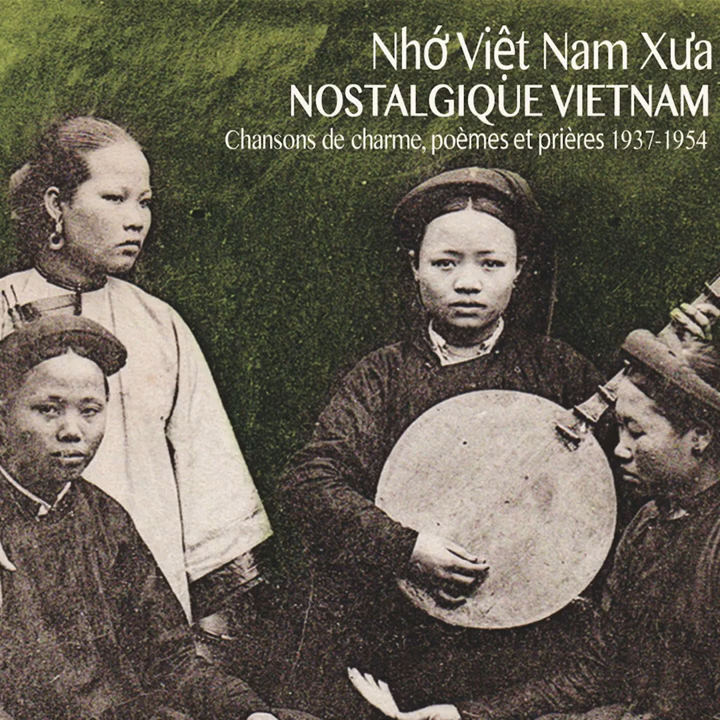 Nhớ Việt Nam Xưa
NOSTALGIQUE VIETNAM
Chansons de charme, poèmes et prières 1937-1954